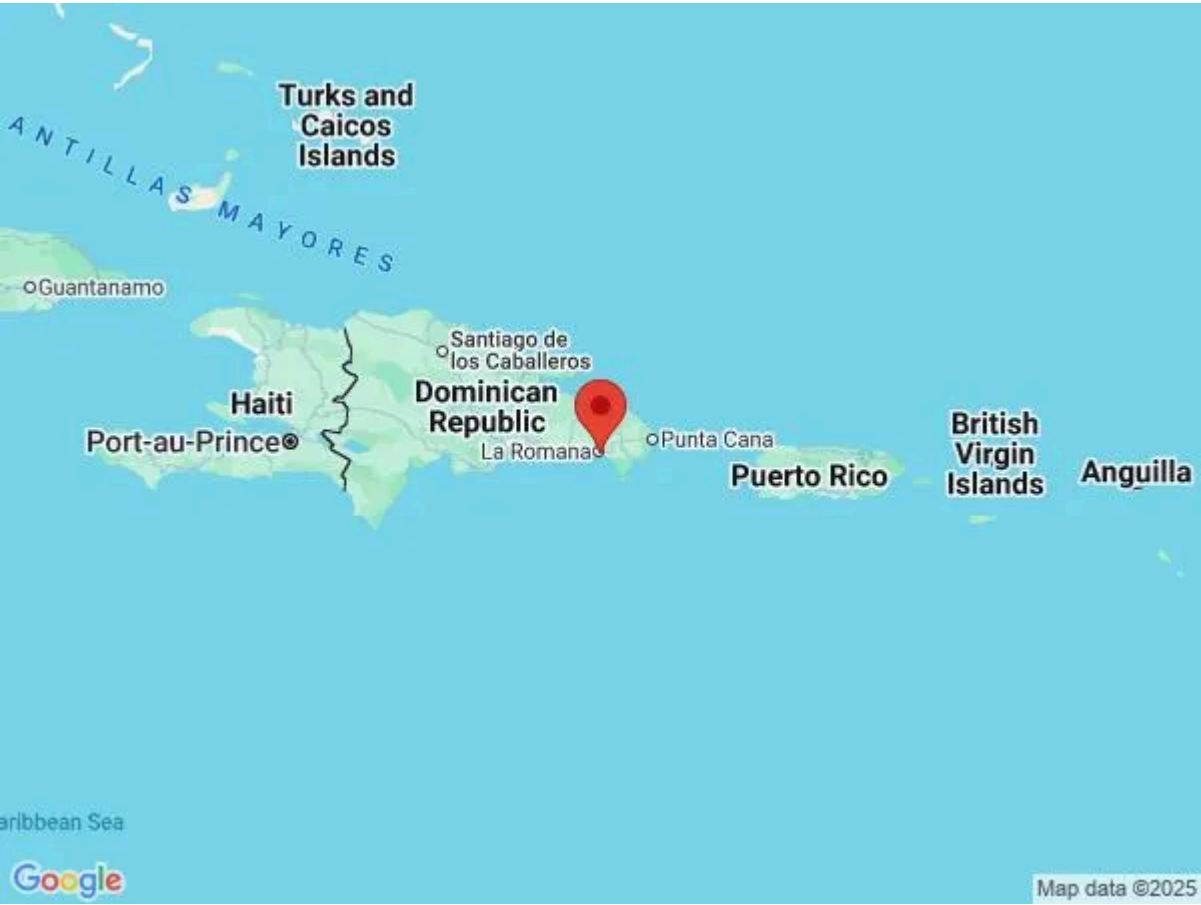 Turks and
Caicos
Islands
ANTILLAS MAYORES
Guantanamo
Santiago de
los Caballeros
Dominican
Republic
Haiti
Port-au-Prince
La Romana
Punta Cana
Puerto Rico
British
Virgin
Islands
Anguilla
aribbean Sea
Google
Map data ©2025